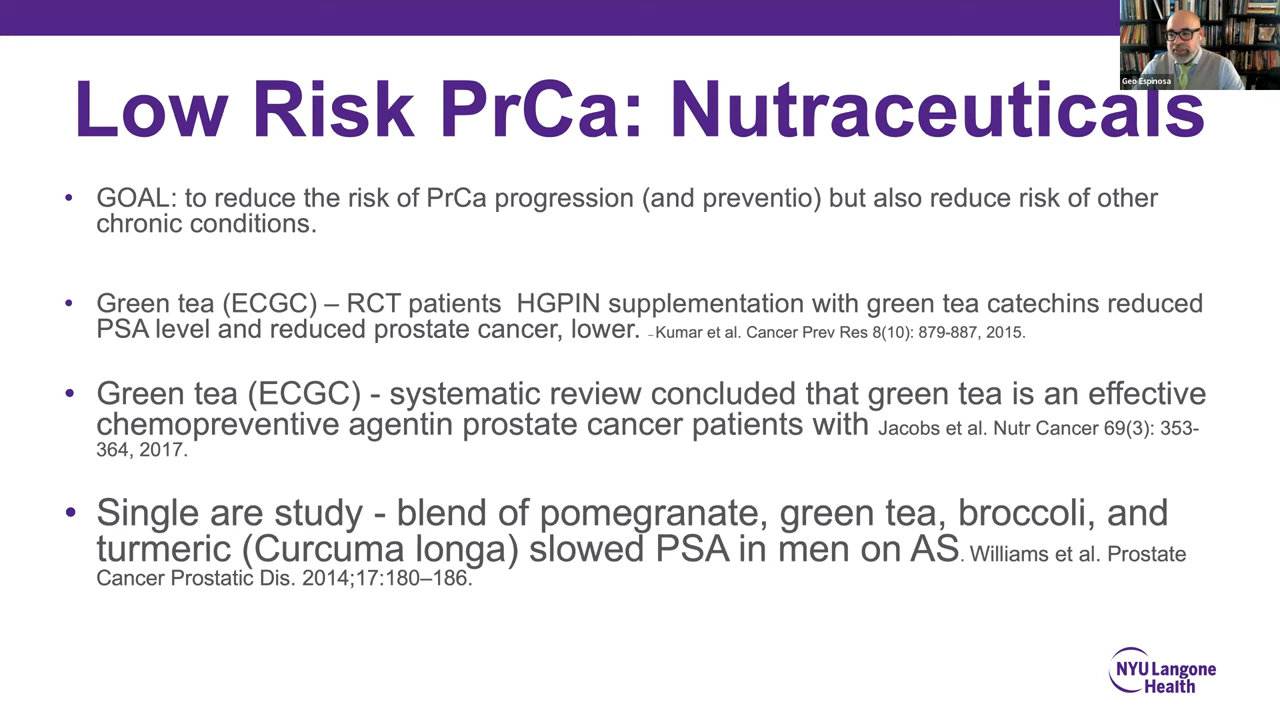 Geo Espinosa
Low Risk PrCa: Nutraceuticals
• GOAL: to reduce the risk of PrCa progression (and preventio) but also reduce risk of other
chronic conditions.
• Green tea (ECGC) – RCT patients  HGPIN supplementation with green tea catechins reduced
PSA level and reduced prostate cancer, lower. – Kumar et al. Cancer Prev Res 8(10): 879-887, 2015.
• Green tea (ECGC) - systematic review concluded that green tea is an effective
chemopreventive agentin prostate cancer patients with Jacobs et al. Nutr Cancer 69(3): 353-
364, 2017.
• Single are study - blend of pomegranate, green tea, broccoli, and
turmeric (Curcuma longa) slowed PSA in men on AS. Williams et al. Prostate
Cancer Prostatic Dis. 2014;17:180–186.
NYU Langone
Health